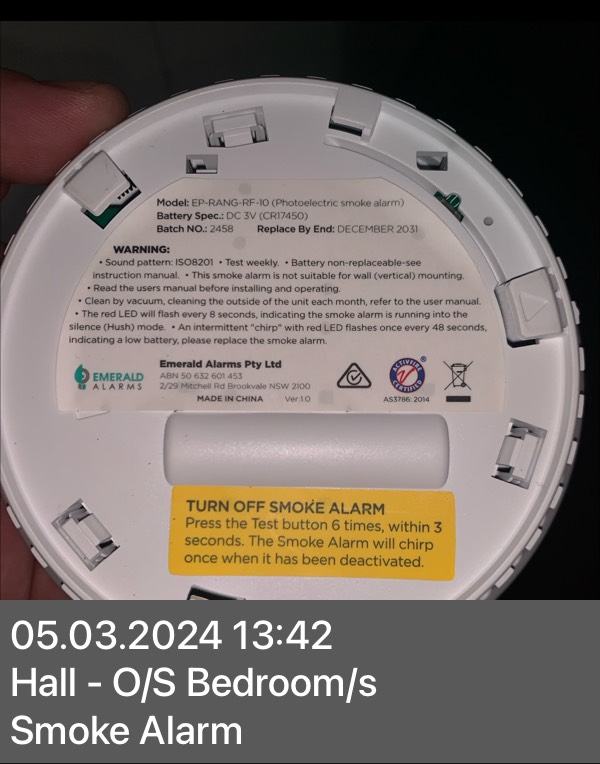 Model: EP-RANG-RF-10 (Photoelectric smoke alarm)
Battery Spec.: DC 3V (CR17450)
Batch NO.: 2458 Replace By End: DECEMBER 2031
WARNING:
• Sound pattern: ISO8201 • Test weekly. • Battery non-replaceable-see
instruction manual. • This smoke alarm is not suitable for wall (vertical) mounting.
• Read the users manual before installing and operating.
• Clean by vacuum, cleaning the outside of the unit each month, refer to the user manual.
• The red LED will flash every 8 seconds, indicating the smoke alarm is running into the
silence (Hush) mode. • An intermittent "chirp" with red LED flashes once every 48 seconds,
indicating a low battery, please replace the smoke alarm.
EMERALD
ALARMS
Emerald Alarms Pty Ltd
ABN 50 632 601 453
2/29 Mitchell Rd Brookvale NSW 2100
MADE IN CHINA Ver:1.0
ACTIVFIRE
CERTIFIED
®
AS3786: 2014
TURN OFF SMOKE ALARM
Press the Test button 6 times, within 3
seconds. The Smoke Alarm will chirp
once when it has been deactivated.
05.03.2024 13:42
Hall - O/S Bedroom/s
Smoke Alarm